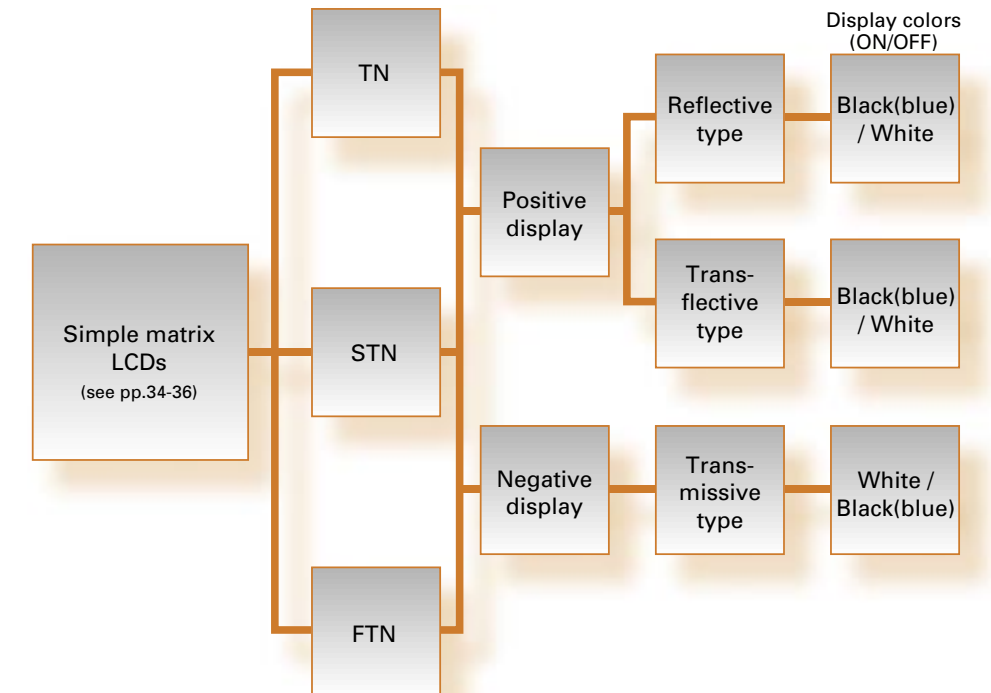 Display colors
(ON/OFF)
TN
Reflective
type
Black(blue)
/ White
Positive
display
Simple matrix
LCDs
(see pp.34-36)
STN
Trans-
flective
type
Black(blue)
/ White
Negative
display
Trans-
missive
type
White /
Black(blue)
FTN